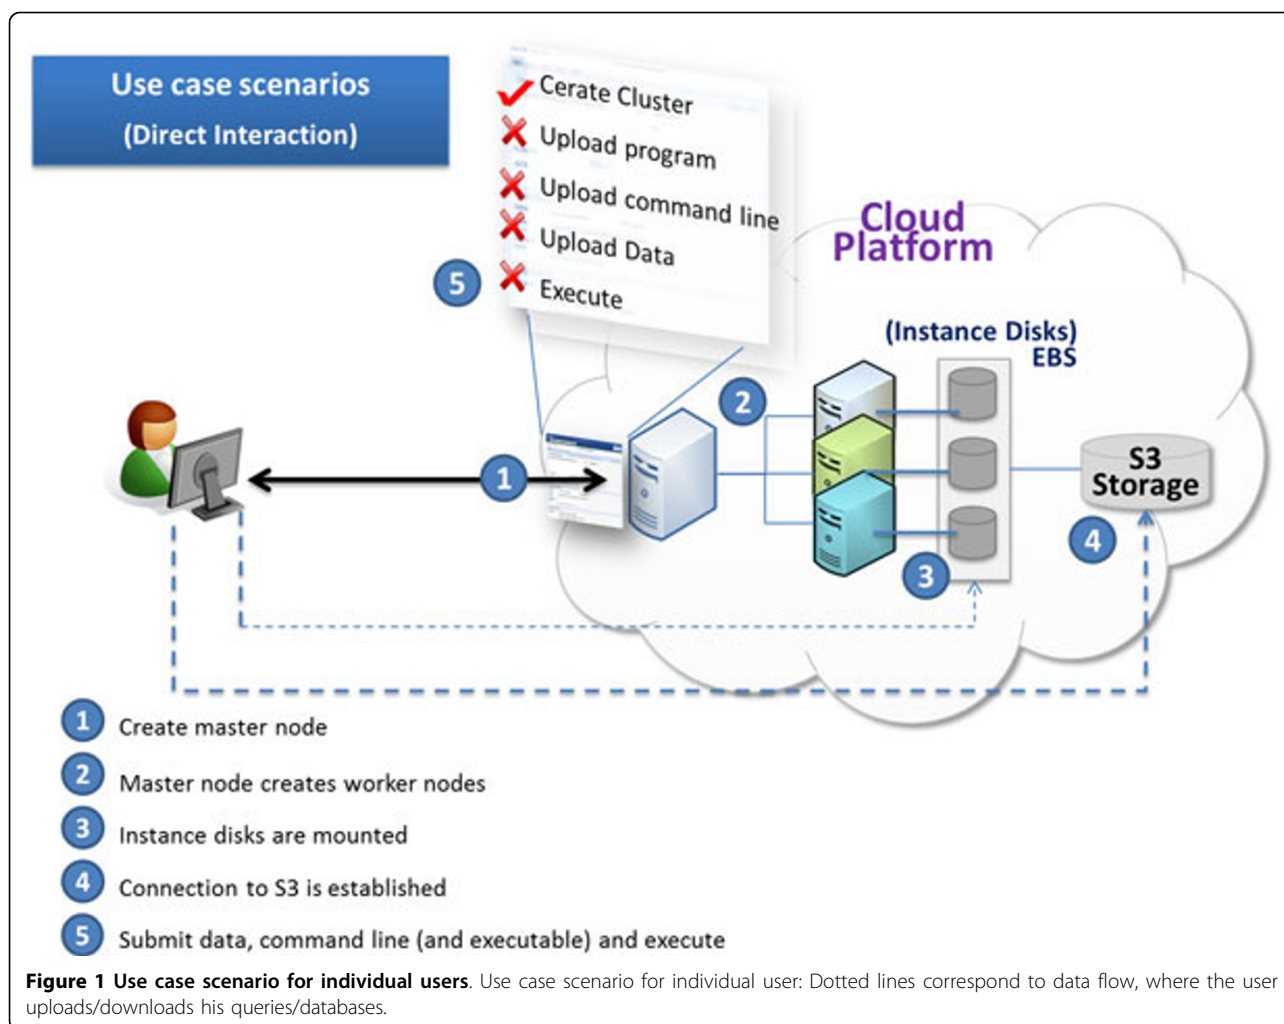 Use case scenarios
(Direct Interaction)
Cerate Cluster
Upload program
Upload command line
Upload Data
Execute
5
Cloud
Platform
(Instance Disks)
EBS
2
1
S3
Storage
4
3
1 Create master node
2 Master node creates worker nodes
3 Instance disks are mounted
4 Connection to S3 is established
5 Submit data, command line (and executable) and execute
Figure 1 Use case scenario for individual users. Use case scenario for individual user: Dotted lines correspond to data flow, where the user
uploads/downloads his queries/databases.